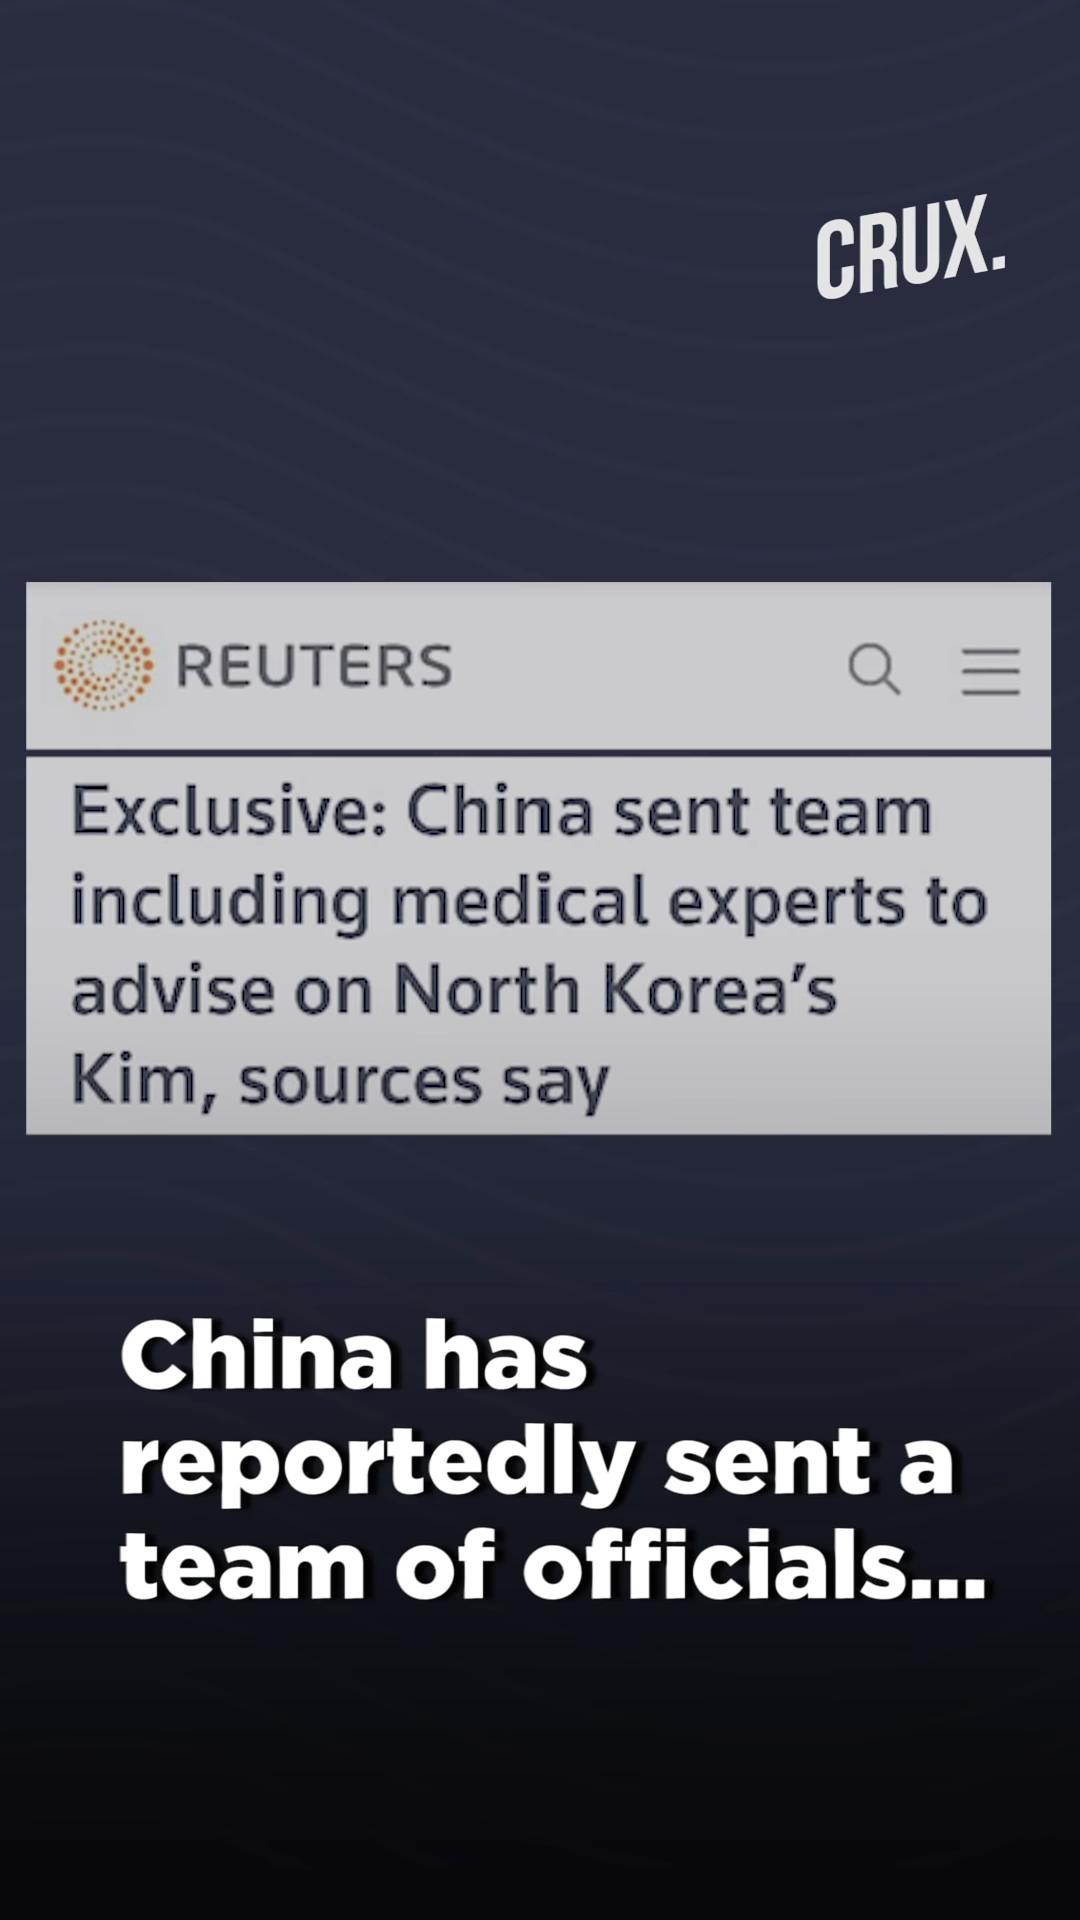 CRUX.
REUTERS
Exclusive: China sent team
including medical experts to
advise on North Korea’s
Kim, sources say
China has
reportedly sent a
team of officials...